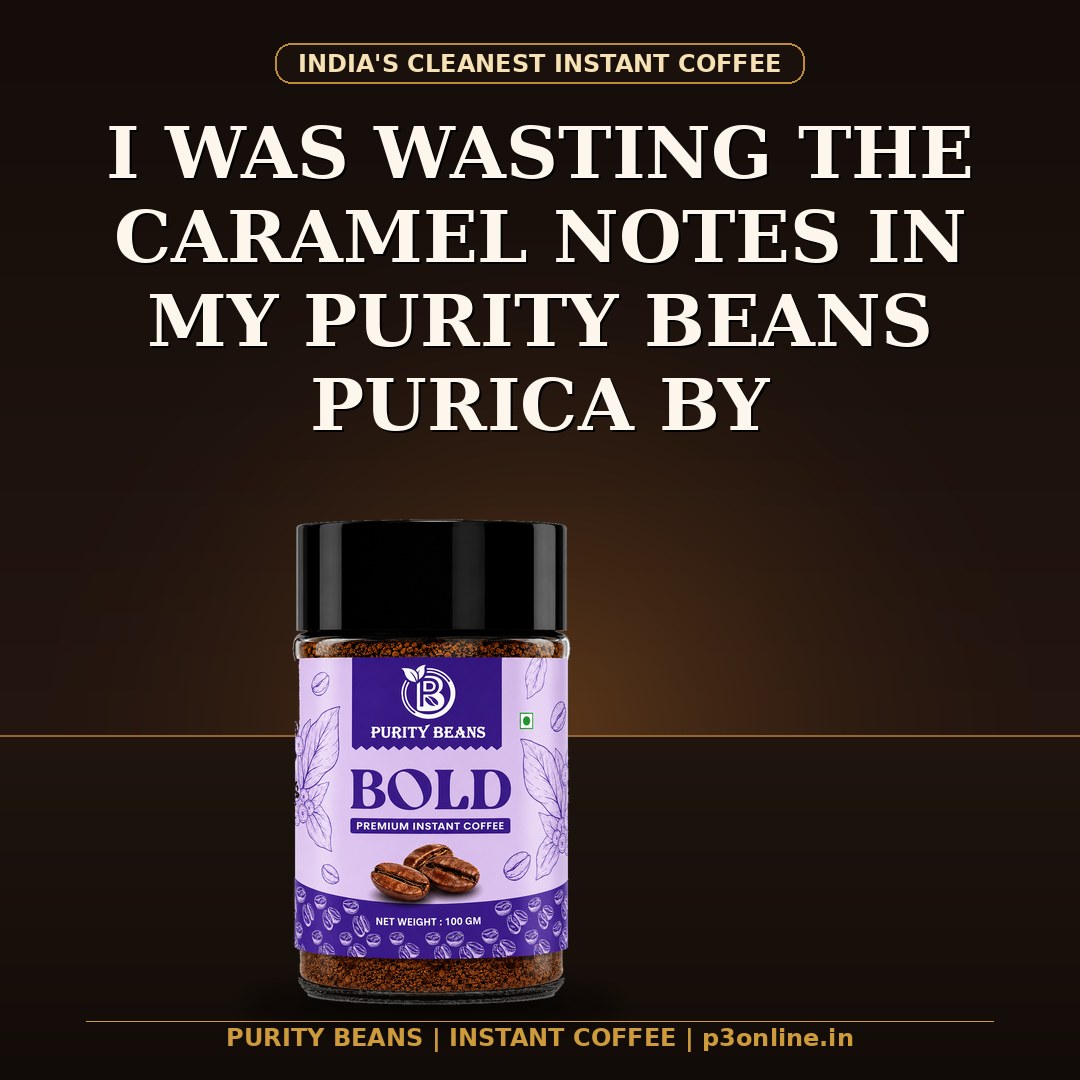 INDIA'S CLEANEST INSTANT COFFEE
I WAS WASTING THE
CARAMEL NOTES IN
MY PURITY BEANS
PURICA BY
PURITY BEANS
BOLD
PREMIUM INSTANT COFFEE
NET WEIGHT : 100 GM
PURITY BEANS | INSTANT COFFEE | p3online.in